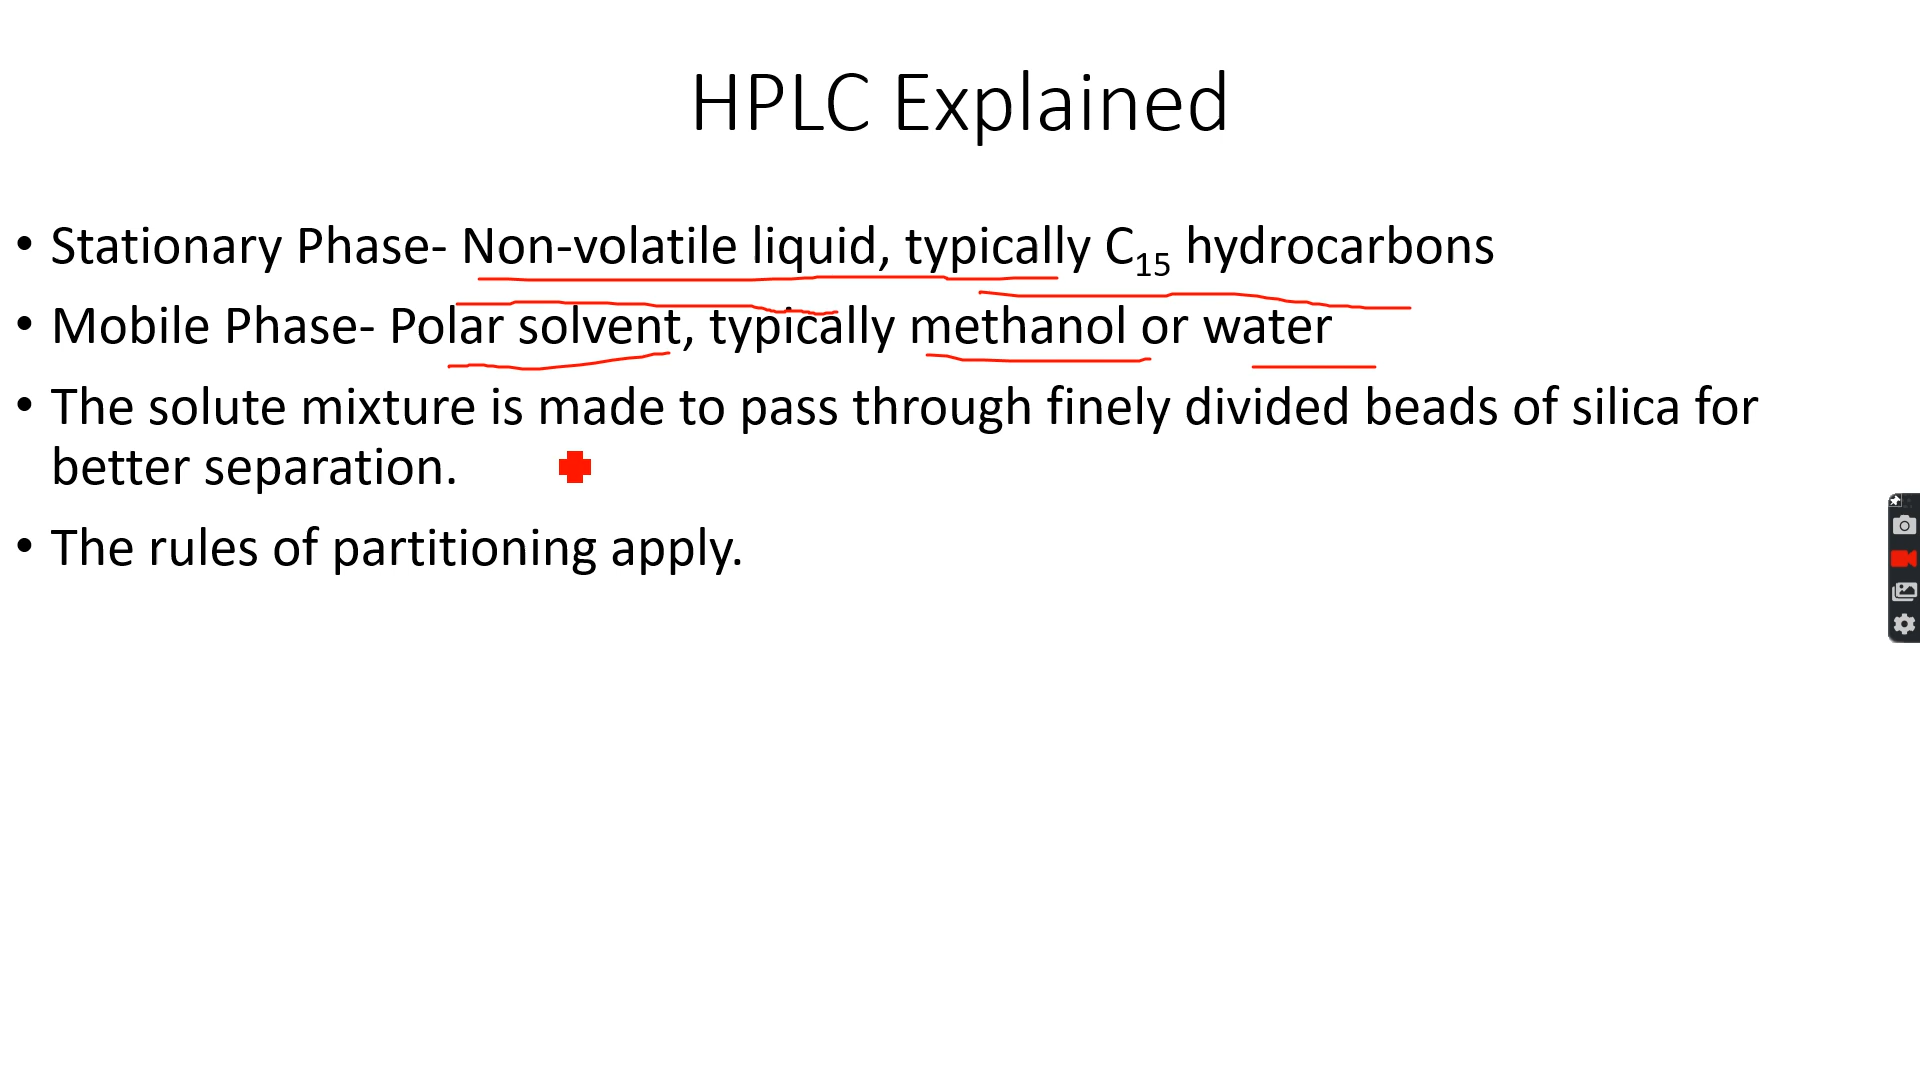 HPLC Explained
• Stationary Phase- Non-volatile liquid, typically C₁₅ hydrocarbons
• Mobile Phase- Polar solvent, typically methanol or water
• The solute mixture is made to pass through finely divided beads of silica for
better separation.
• The rules of partitioning apply.